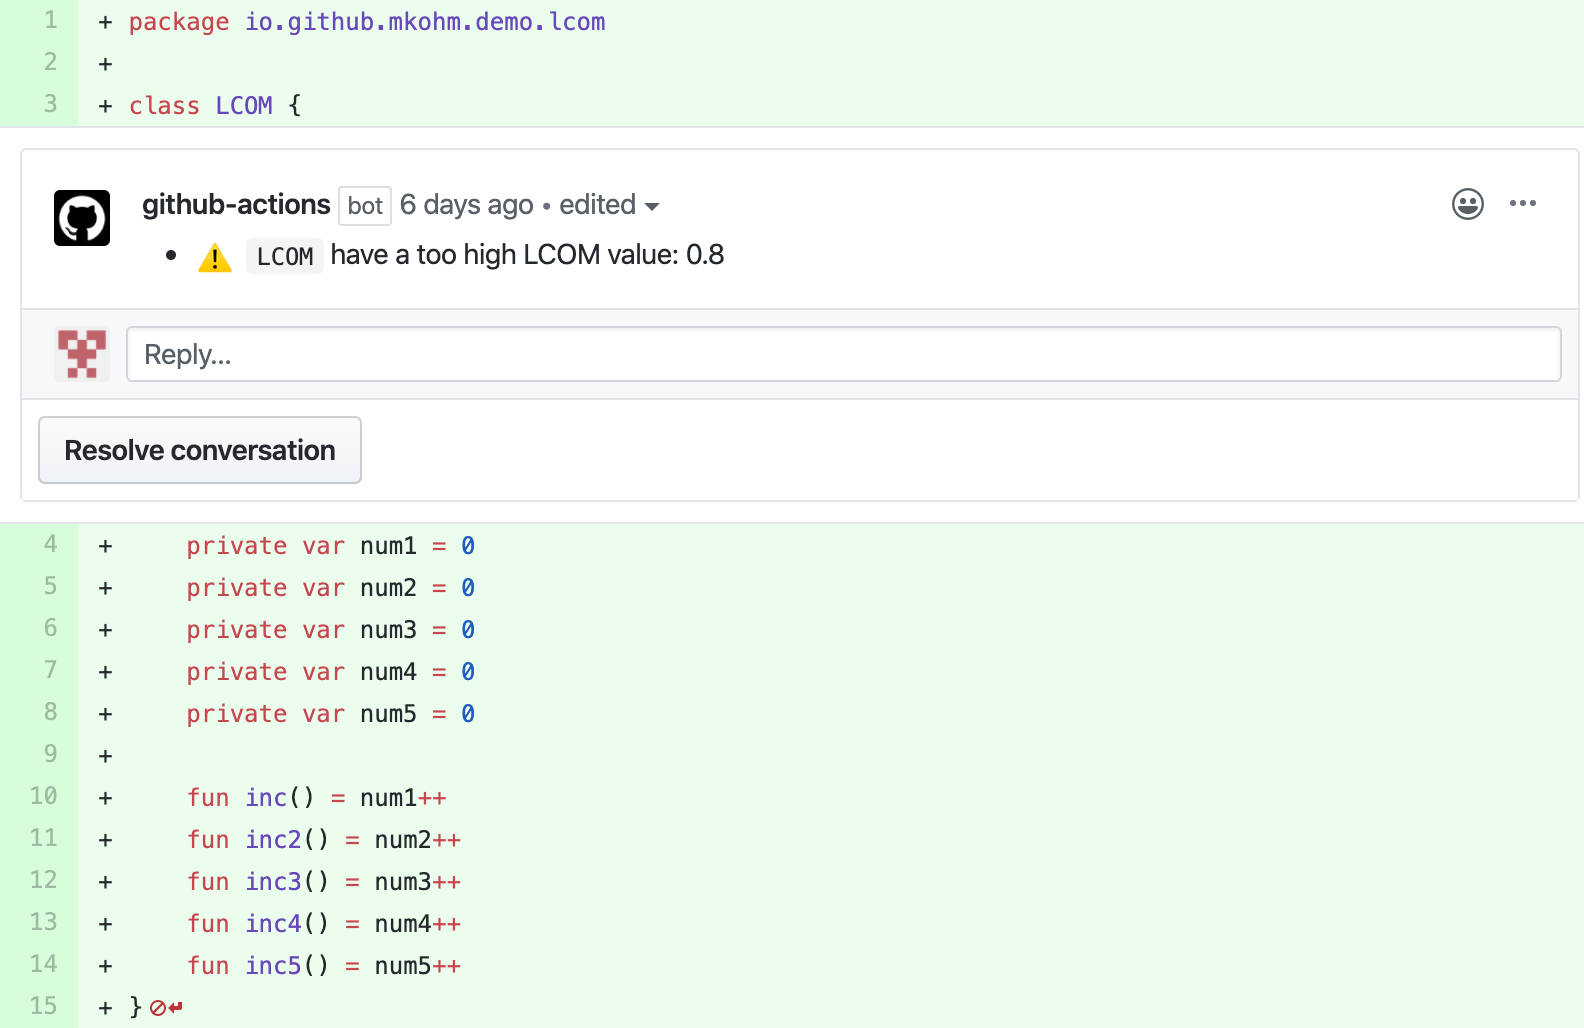 1 + package io.github.mkohm.demo.lcom
2 +
3 + class LCOM {
github-actions bot 6 days ago • edited
• ⚠ LCOM have a too high LCOM value: 0.8
Reply...
Resolve conversation
4 +     private var num1 = 0
5 +     private var num2 = 0
6 +     private var num3 = 0
7 +     private var num4 = 0
8 +     private var num5 = 0
9 +
10 +     fun inc() = num1++
11 +     fun inc2() = num2++
12 +     fun inc3() = num3++
13 +     fun inc4() = num4++
14 +     fun inc5() = num5++
15 + }